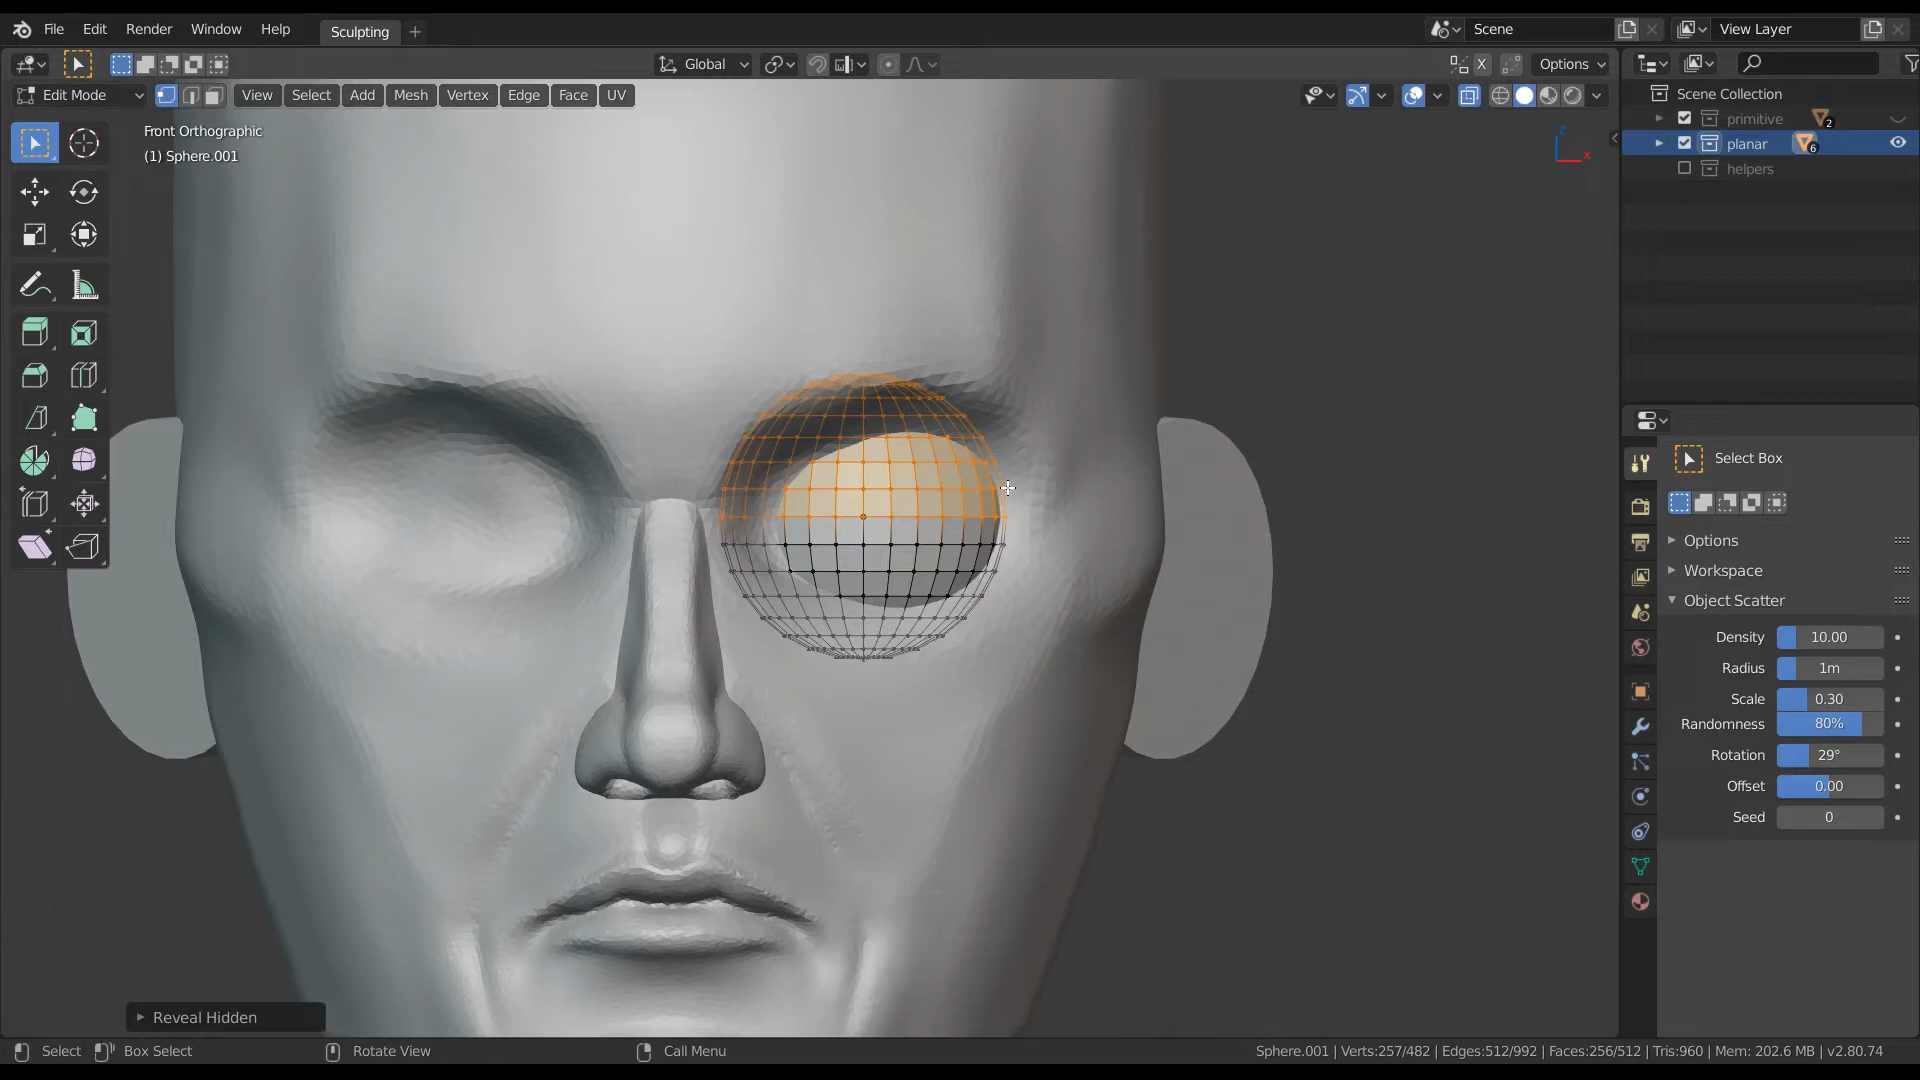 File Edit Render Window Help Sculpting + Scene View Layer
Global X Options
Edit Mode View Select Add Mesh Vertex Edge Face UV
Front Orthographic
(1) Sphere.001
Z
X
Scene Collection
primitive 2
planar 6
helpers
Select Box
Options
Workspace
Object Scatter
Density 10.00
Radius 1m
Scale 0.30
Randomness 80%
Rotation 29°
Offset 0.00
Seed 0
Reveal Hidden
Select Box Select Rotate View Call Menu Sphere.001 | Verts:257/482 | Edges:512/992 | Faces:256/512 | Tris:960 | Mem: 202.6 MB | v2.80.74